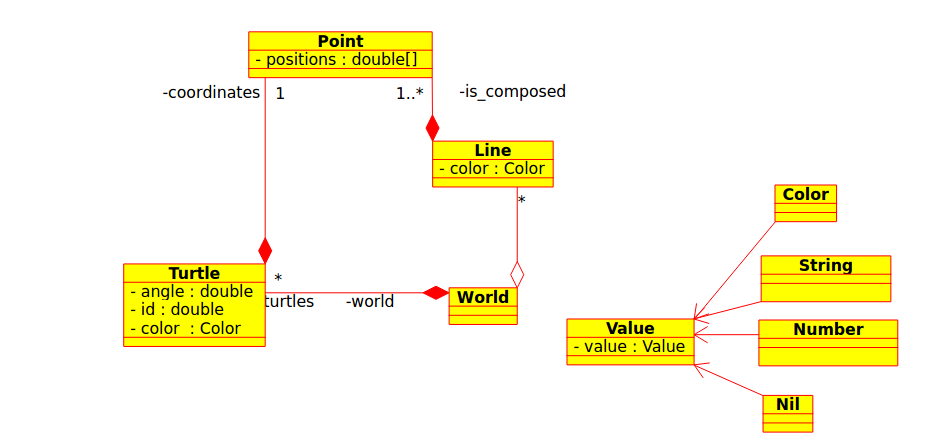 Point
- positions : double[]
-coordinates
1
1..*
-is_composed
Line
- color : Color
*
Color
String
Turtle
- angle : double
- id : double
- color : Color
*
turtles
-world
World
Value
- value : Value
Number
Nil